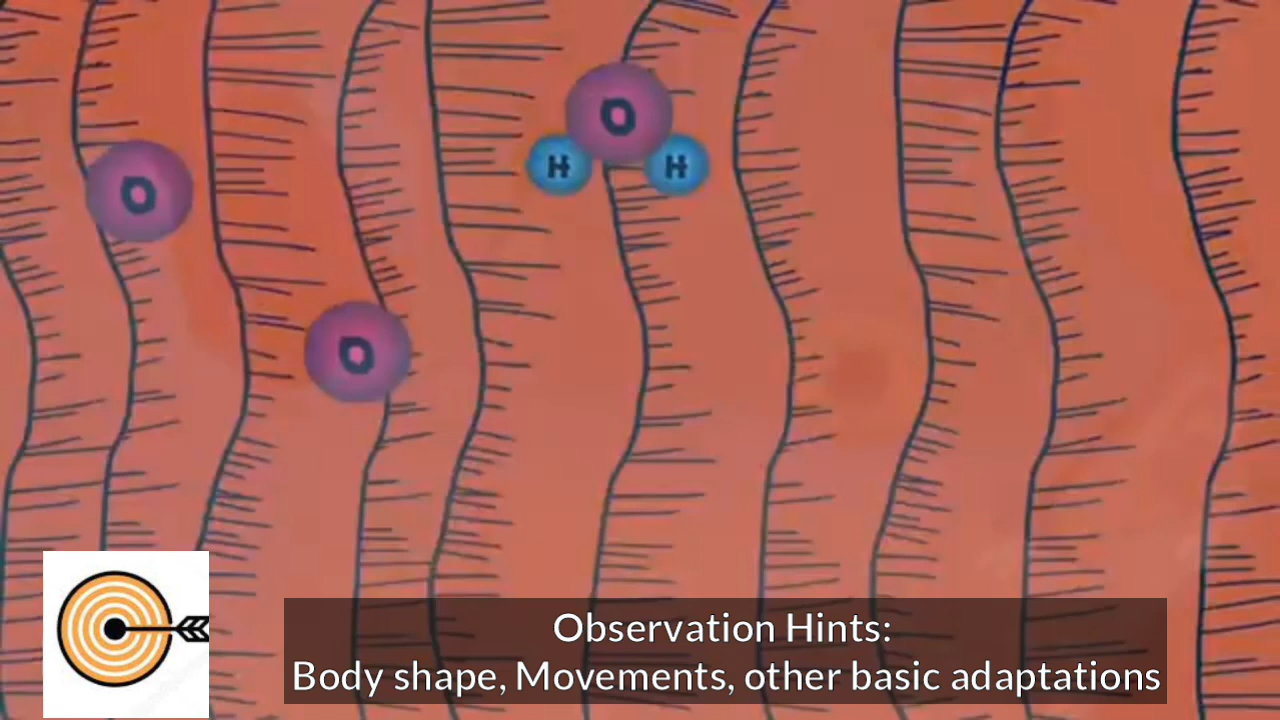 O
H H
O
O
Observation Hints:
Body shape, Movements, other basic adaptations